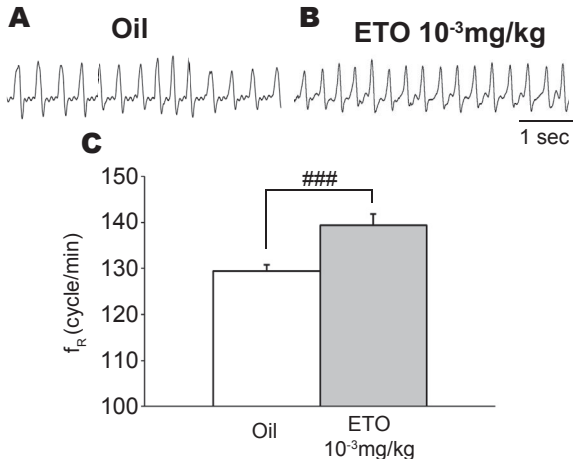 A
Oil
B
ETO 10⁻³mg/kg
1 sec
C
###
150
140
130
120
110
100
f_R (cycle/min)
Oil
ETO
10⁻³mg/kg